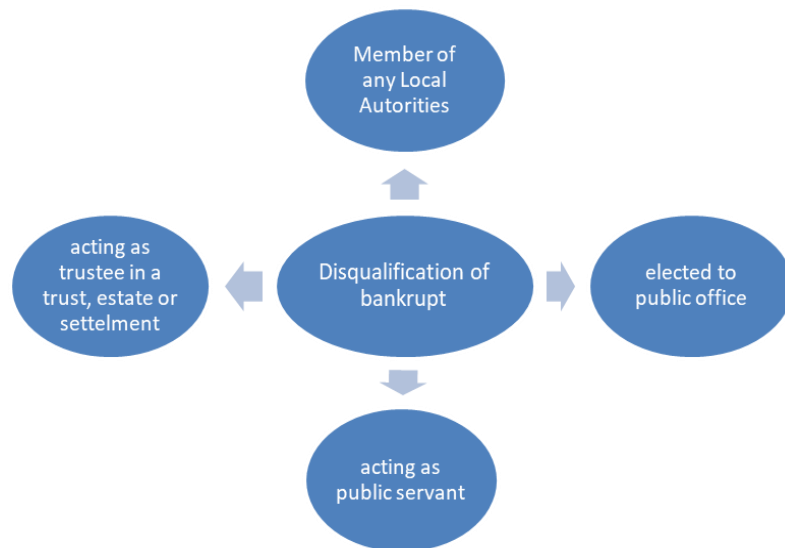 Member of
any Local
Autorities
acting as
trustee in a
trust, estate or
settelment
Disqualification of
bankrupt
elected to
public office
acting as
public servant